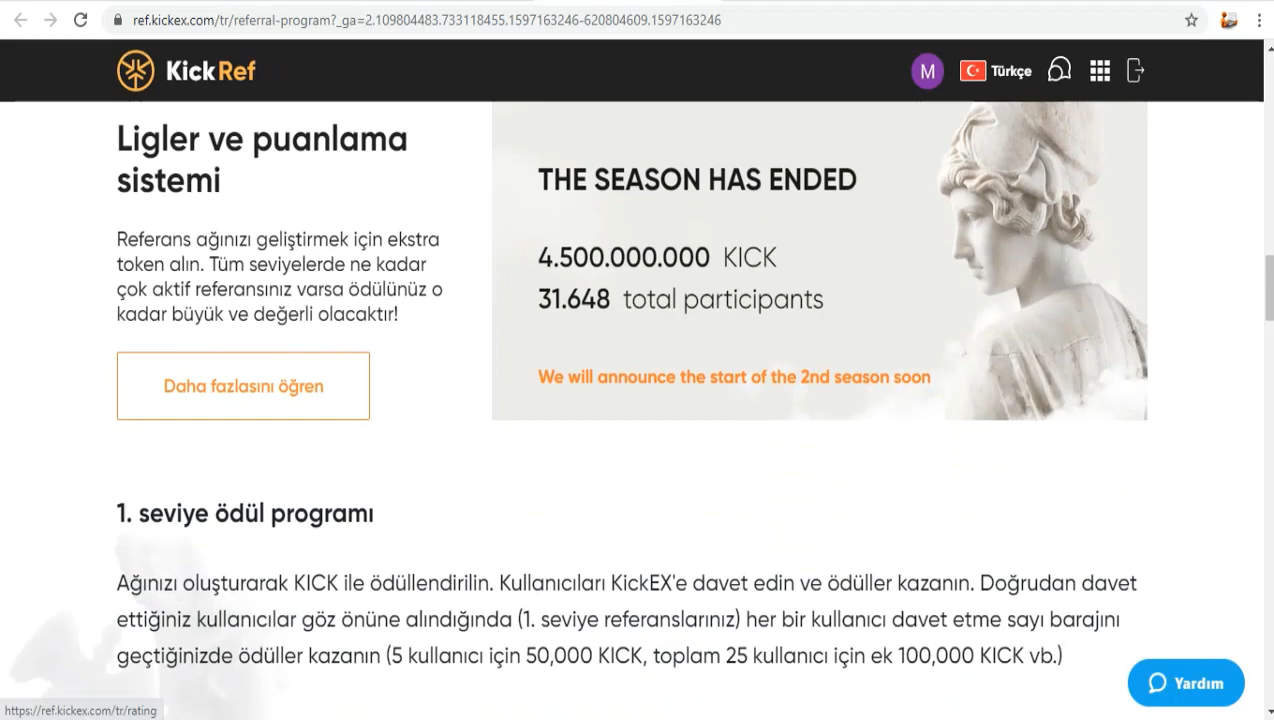 ref.kickex.com/tr/referral-program?_ga=2.109804483.733118455.1597163246-620804609.1597163246
KickRef
M
Türkçe
Ligler ve puanlama
sistemi
Referans ağınızı geliştirmek için ekstra
token alın. Tüm seviyelerde ne kadar
çok aktif referansınız varsa ödülünüz o
kadar büyük ve değerli olacaktır!
Daha fazlasını öğren
THE SEASON HAS ENDED
4.500.000.000 KICK
31.648 total participants
We will announce the start of the 2nd season soon
1. seviye ödül programı
Ağınızı oluşturarak KICK ile ödüllendirilin. Kullanıcıları KickEX'e davet edin ve ödüller kazanın. Doğrudan davet
ettiğiniz kullanıcılar göz önüne alındığında (1. seviye referanslarınız) her bir kullanıcı davet etme sayı barajını
geçtiğinizde ödüller kazanın (5 kullanıcı için 50,000 KICK, toplam 25 kullanıcı için ek 100,000 KICK vb.)
Yardım
https://ref.kickex.com/tr/rating